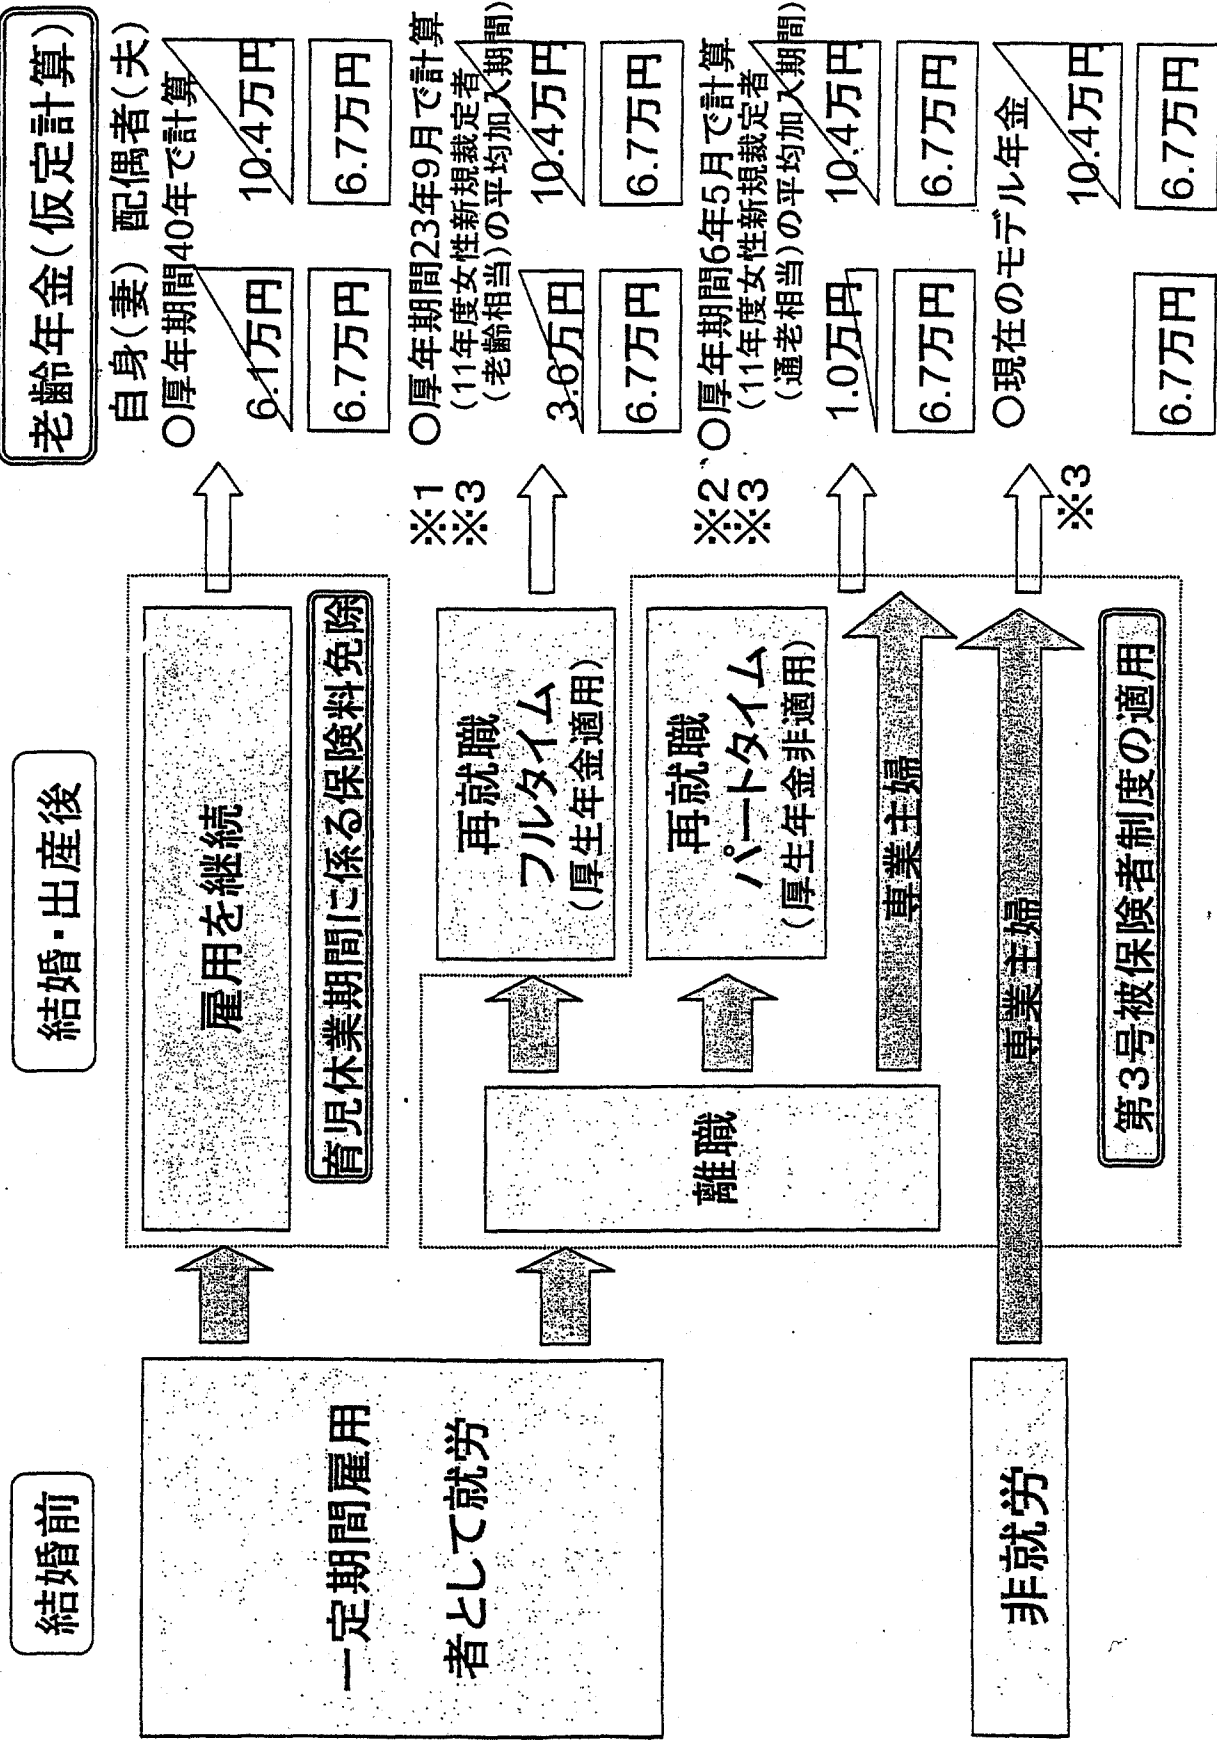 結婚前
結婚・出産後
老齢年金(仮定計算)
自身(妻) 配偶者(夫)
一定期間雇用
者として就労
雇用を継続
育児休業期間に係る保険料免除
○厚年期間40年で計算
6.1万円
10.4万円
6.7万円
6.7万円
離職
再就職
フルタイム
(厚生年金適用)
※1
※3
○厚年期間23年9月で計算
(11年度女性新規裁定者
(老齢相当)の平均加入期間)
3.6万円
10.4万円
6.7万円
6.7万円
再就職
パートタイム
(厚生年金非適用)
専業主婦
※2
※3
○厚年期間6年5月で計算
(11年度女性新規裁定者
(通老相当)の平均加入期間)
1.0万円
10.4万円
6.7万円
6.7万円
非就労
専業主婦
第3号被保険者制度の適用
※3
○現在のモデル年金
10.4万円
6.7万円
6.7万円